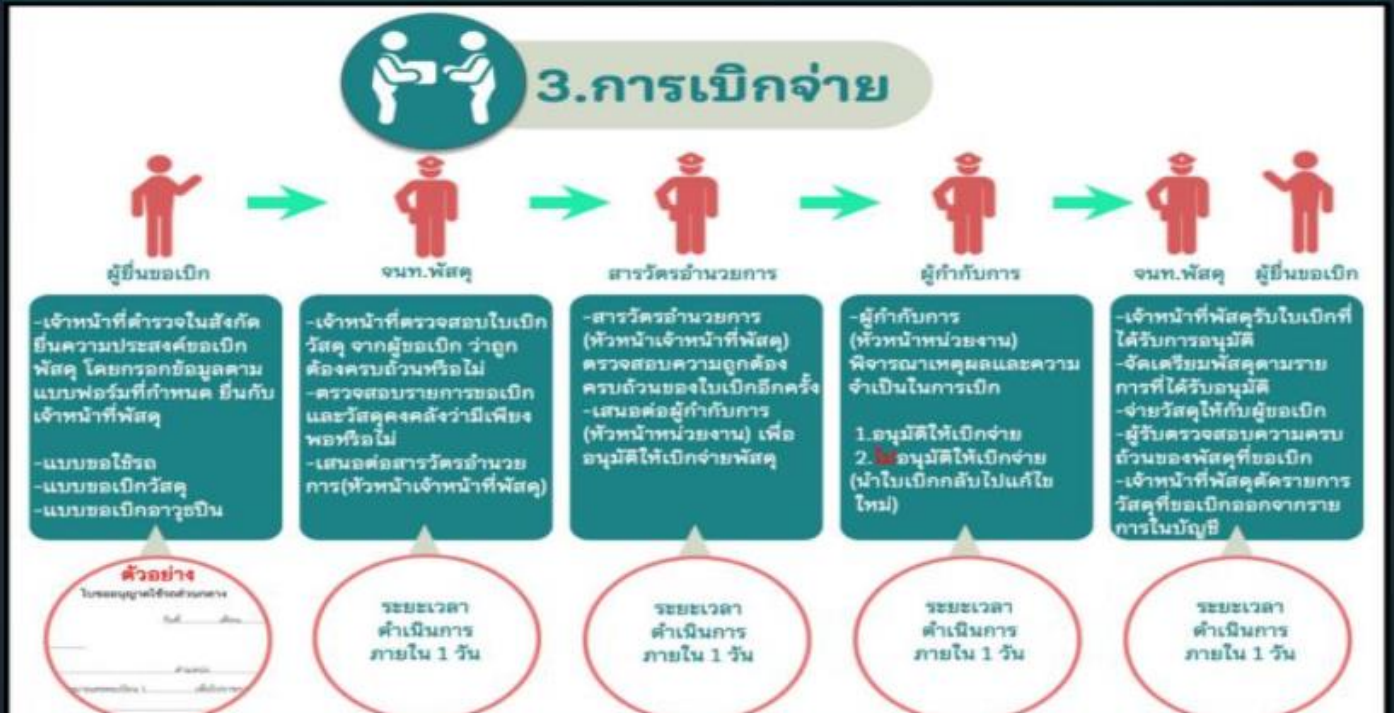 3.การเบิกจ่าย
ผู้ยื่นขอเบิก
จนท.พัสดุ
สารวัตรอำนวยการ
ผู้กำกับการ
จนท.พัสดุ
ผู้ยื่นขอเบิก
-เจ้าหน้าที่ตำรวจในสังกัด
ยื่นความประสงค์ขอเบิก
พัสดุ โดยกรอกข้อมูลตาม
แบบฟอร์มที่กำหนด ยื่นกับ
เจ้าหน้าที่พัสดุ
-แบบขอใช้รถ
-แบบขอเบิกวัสดุ
-แบบขอเบิกอาวุธปืน
-เจ้าหน้าที่ตรวจสอบใบเบิก
วัสดุ จากผู้ขอเบิก ว่าถูก
ต้องครบถ้วนหรือไม่
-ตรวจสอบรายการขอเบิก
และวัสดุคงคลังว่ามีเพียง
พอหรือไม่
-เสนอต่อสารวัตรอำนวย
การ(หัวหน้าเจ้าหน้าที่พัสดุ)
-สารวัตรอำนวยการ
(หัวหน้าเจ้าหน้าที่พัสดุ)
ตรวจสอบความถูกต้อง
ครบถ้วนของใบเบิกอีกครั้ง
-เสนอต่อผู้กำกับการ
(หัวหน้าหน่วยงาน) เพื่อ
อนุมัติให้เบิกจ่ายพัสดุ
-ผู้กำกับการ
(หัวหน้าหน่วยงาน)
พิจารณาเหตุผลและความ
จำเป็นในการเบิก
1.อนุมัติให้เบิกจ่าย
2.ไม่อนุมัติให้เบิกจ่าย
(นำใบเบิกกลับไปแก้ไข
ใหม่)
-เจ้าหน้าที่พัสดุรับใบเบิกที่
ได้รับการอนุมัติ
-จัดเตรียมพัสดุตามราย
การที่ได้รับอนุมัติ
-จ่ายวัสดุให้กับผู้ขอเบิก
-ผู้รับตรวจสอบความครบ
ถ้วนของพัสดุที่ขอเบิก
-เจ้าหน้าที่พัสดุตัดรายการ
วัสดุที่ขอเบิกออกจากราย
การในบัญชี
ตัวอย่าง
ใบขออนุญาตใช้รถส่วนกลาง
ระยะเวลา
ดำเนินการ
ภายใน 1 วัน
ระยะเวลา
ดำเนินการ
ภายใน 1 วัน
ระยะเวลา
ดำเนินการ
ภายใน 1 วัน
ระยะเวลา
ดำเนินการ
ภายใน 1 วัน